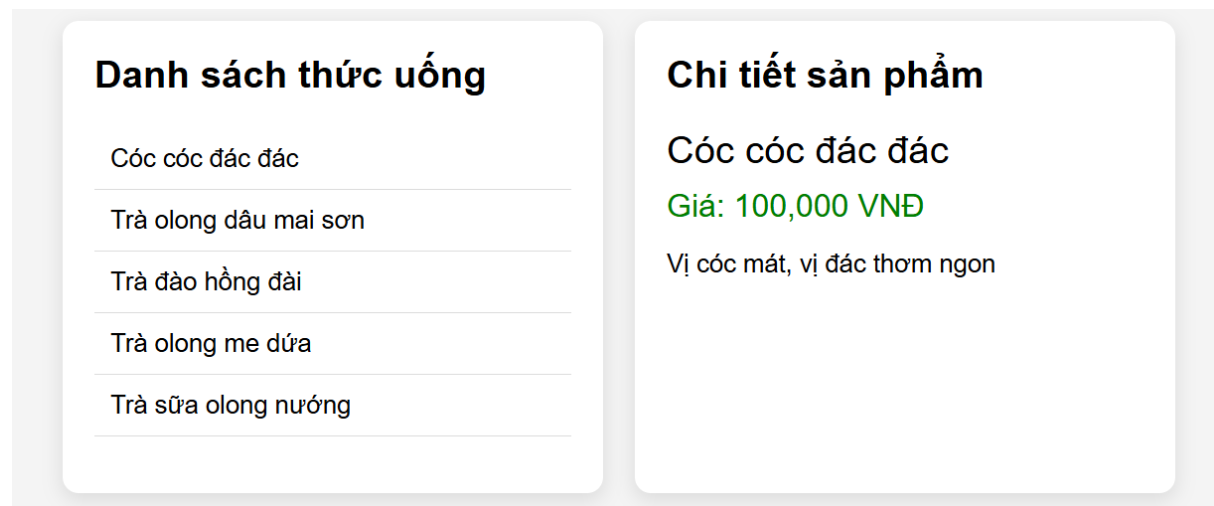 Danh sách thức uống
Cóc cóc đác đác
Trà olong dâu mai sơn
Trà đào hồng đài
Trà olong me dứa
Trà sữa olong nướng
Chi tiết sản phẩm
Cóc cóc đác đác
Giá: 100,000 VNĐ
Vị cóc mát, vị đác thơm ngon